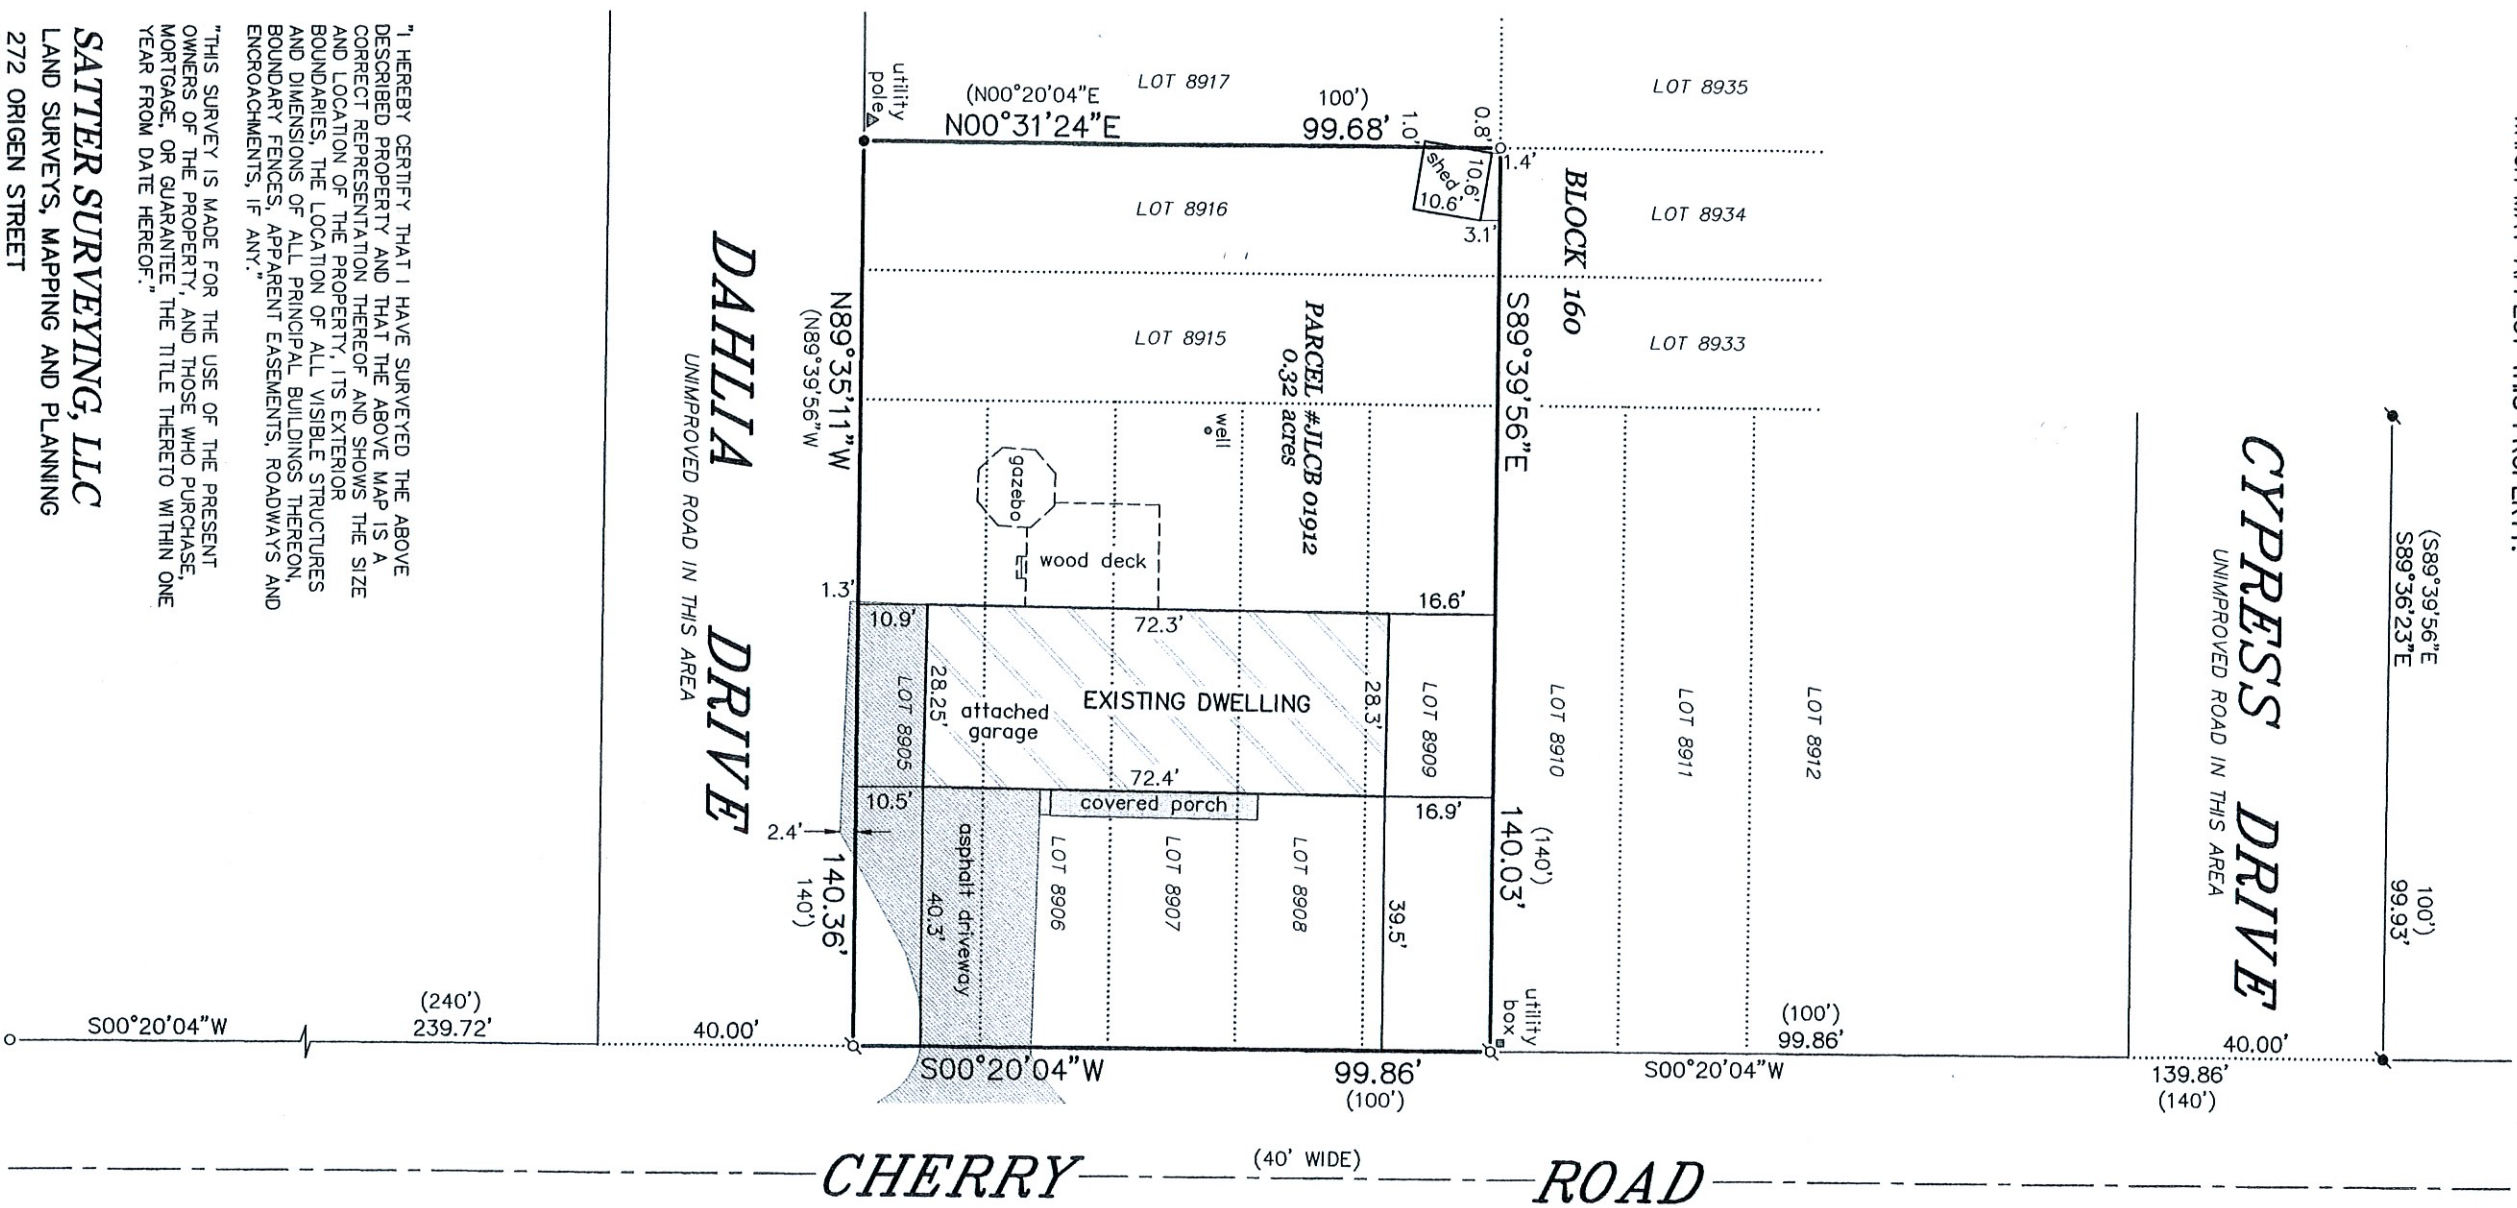 LOT 8917
LOT 8935
utility
pole
(N00°20'04"E 100')
N00°31'24"E 99.68'
1.0'
0.8'
1.4'
shed
10.6'
10.6'
3.1'
LOT 8916
BLOCK 160
LOT 8934
LOT 8915
PARCEL #JLCB 01912
0.32 acres
LOT 8933
S89°39'56"E 140.03'
(140')
N89°35'11"W 140.36'
(N89°39'56"W 140')
well
gazebo
wood deck
1.3'
10.9'
72.3'
16.6'
28.25'
attached
garage
EXISTING DWELLING
28.3'
72.4'
10.5'
covered porch
16.9'
2.4'
asphalt driveway
40.3'
39.5'
LOT 8905
LOT 8906
LOT 8907
LOT 8908
LOT 8909
LOT 8910
LOT 8911
LOT 8912
utility
box
DAHLIA DRIVE
UNIMPROVED ROAD IN THIS AREA
CYPRESS DRIVE
UNIMPROVED ROAD IN THIS AREA
(S89°39'56"E 100')
S89°36'23"E 99.93'
S00°20'04"W
(240')
239.72'
40.00'
S00°20'04"W 99.86'
(100')
(100')
99.86'
S00°20'04"W
40.00'
139.86'
(140')
CHERRY (40' WIDE) ROAD
"I HEREBY CERTIFY THAT I HAVE SURVEYED THE ABOVE
DESCRIBED PROPERTY AND THAT THE ABOVE MAP IS A
CORRECT REPRESENTATION THEREOF AND SHOWS THE SIZE
AND LOCATION OF THE PROPERTY, ITS EXTERIOR
BOUNDARIES, THE LOCATION OF ALL VISIBLE STRUCTURES
AND DIMENSIONS OF ALL PRINCIPAL BUILDINGS THEREON,
BOUNDARY FENCES, APPARENT EASEMENTS, ROADWAYS AND
ENCROACHMENTS, IF ANY."
"THIS SURVEY IS MADE FOR THE USE OF THE PRESENT
OWNERS OF THE PROPERTY, AND THOSE WHO PURCHASE,
MORTGAGE, OR GUARANTEE THE TITLE THERETO WITHIN ONE
YEAR FROM DATE HEREOF."
SATTER SURVEYING, LLC
LAND SURVEYS, MAPPING AND PLANNING
272 ORIGEN STREET